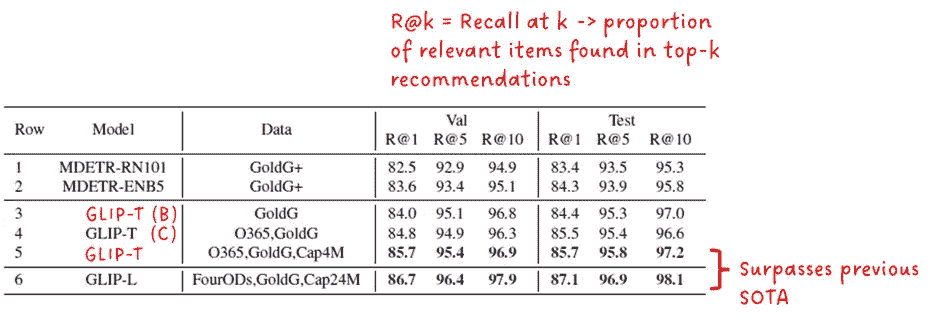 R@k = Recall at k -> proportion
of relevant items found in top-k
recommendations
Row Model Data Val Test
R@1 R@5 R@10 R@1 R@5 R@10
1 MDETR-RN101 GoldG+ 82.5 92.9 94.9 83.4 93.5 95.3
2 MDETR-ENB5 GoldG+ 83.6 93.4 95.1 84.3 93.9 95.8
3 GLIP-T (B) GoldG 84.0 95.1 96.8 84.4 95.3 97.0
4 GLIP-T (C) O365,GoldG 84.8 94.9 96.3 85.5 95.4 96.6
5 GLIP-T O365,GoldG,Cap4M 85.7 95.4 96.9 85.7 95.8 97.2
6 GLIP-L FourODs,GoldG,Cap24M 86.7 96.4 97.9 87.1 96.9 98.1
Surpasses previous
SOTA